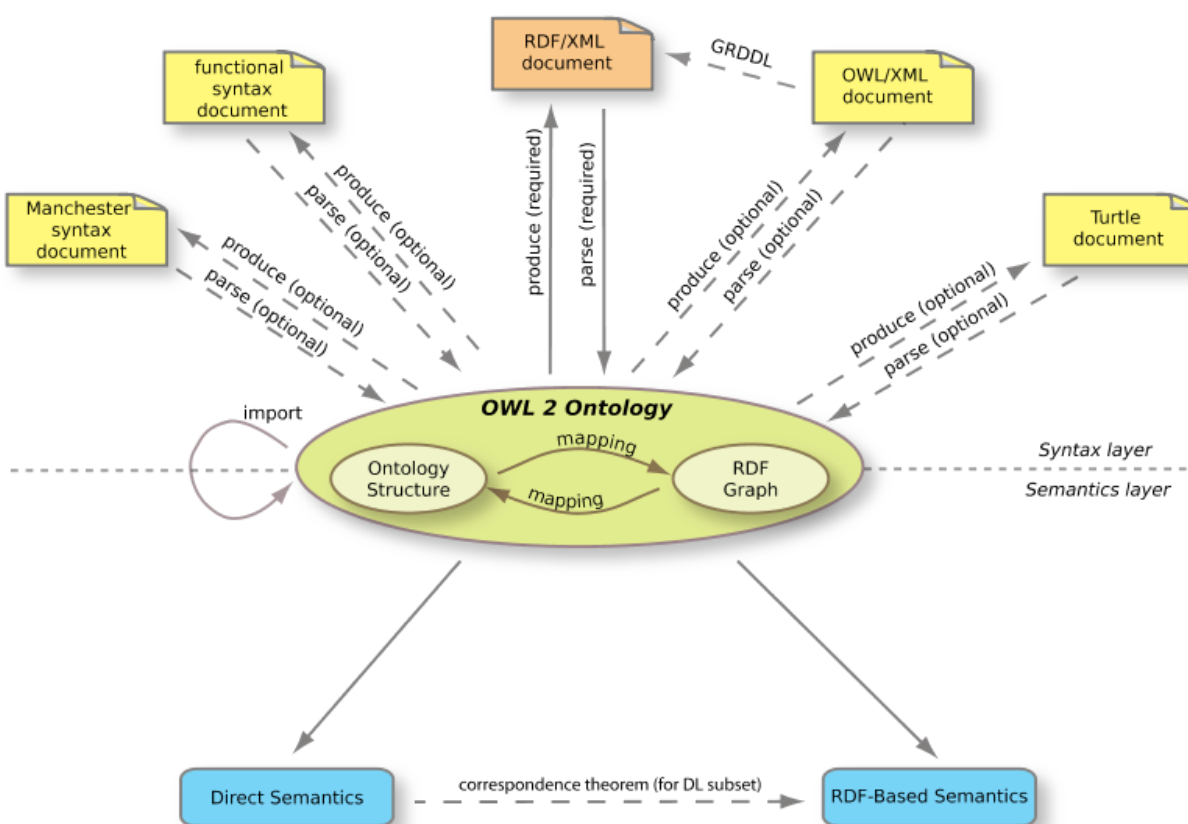 RDF/XML
document
GRDDL
functional
syntax
document
OWL/XML
document
Manchester
syntax
document
Turtle
document
produce (optional)
parse (optional)
produce (optional)
parse (optional)
produce (required)
parse (required)
produce (optional)
parse (optional)
produce (optional)
parse (optional)
import
OWL 2 Ontology
mapping
Ontology
Structure
RDF
Graph
mapping
Syntax layer
Semantics layer
Direct Semantics
correspondence theorem (for DL subset)
RDF-Based Semantics